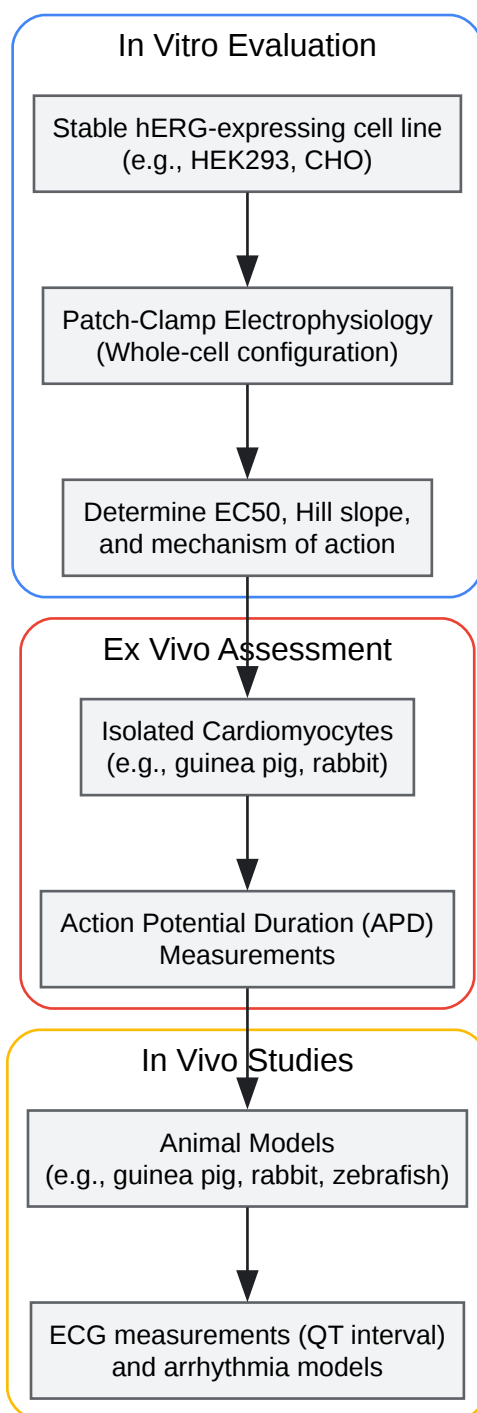 In Vitro Evaluation
Stable hERG-expressing cell line
(e.g., HEK293, CHO)
Patch-Clamp Electrophysiology
(Whole-cell configuration)
Determine EC50, Hill slope,
and mechanism of action
Ex Vivo Assessment
Isolated Cardiomyocytes
(e.g., guinea pig, rabbit)
Action Potential Duration (APD)
Measurements
In Vivo Studies
Animal Models
(e.g., guinea pig, rabbit, zebrafish)
ECG measurements (QT interval)
and arrhythmia models